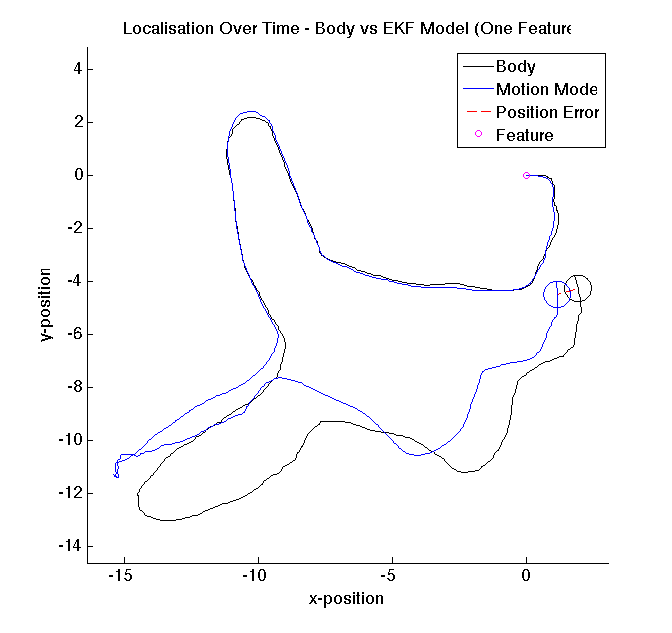 Localisation Over Time - Body vs EKF Model (One Feature
Body
Motion Mode
Position Error
Feature
4
2
0
-2
-4
-6
-8
-10
-12
-14
y-position
-15 -10 -5 0
x-position